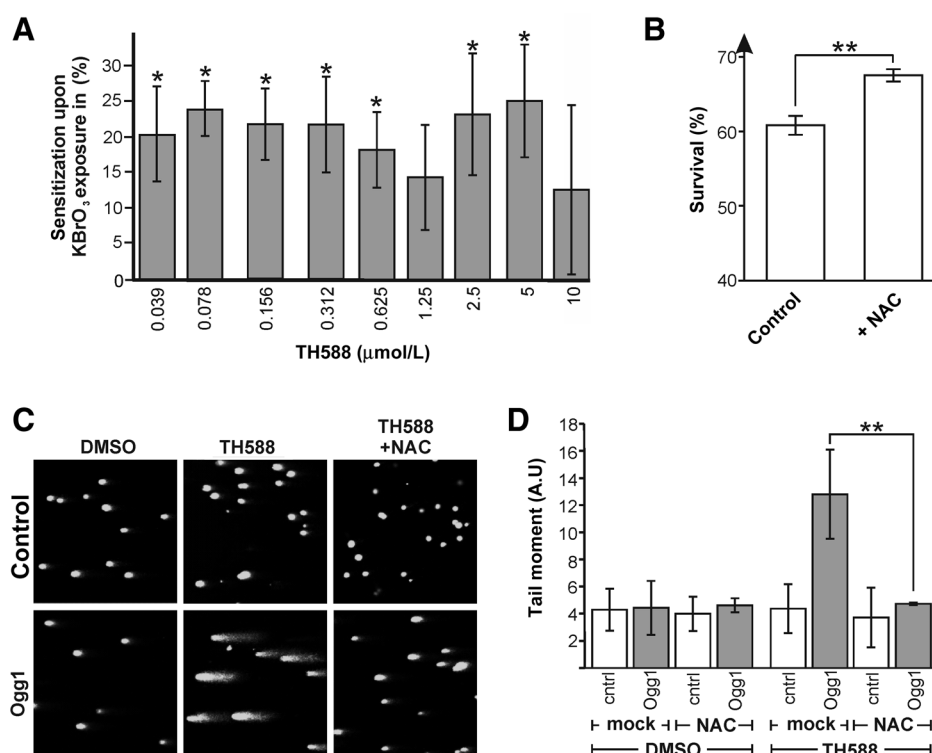 A
Sensitization upon
KBrO3 exposure in (%)
30
25
20
15
10
5
0
*
*
*
*
*
*
*
0.039
0.078
0.156
0.312
0.625
1.25
2.5
5
10
TH588 (μmol/L)
B
Survival (%)
70
60
50
40
**
Control
+ NAC
C
DMSO
TH588
TH588
+NAC
Control
Ogg1
D
Tail moment (A.U)
18
16
14
12
10
8
6
4
2
**
cntrl
Ogg1
cntrl
Ogg1
cntrl
Ogg1
cntrl
Ogg1
mock
NAC
mock
NAC
DMSO
TH588